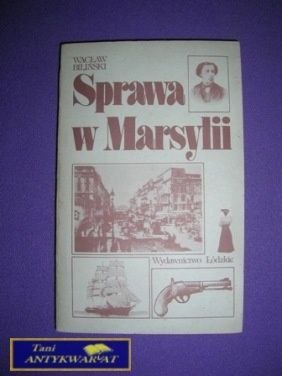 WACŁAW
BILIŃSKI
Sprawa
w Marsylii
Wydawnictwo Łódzkie
Tani
ANTYKWARIAT